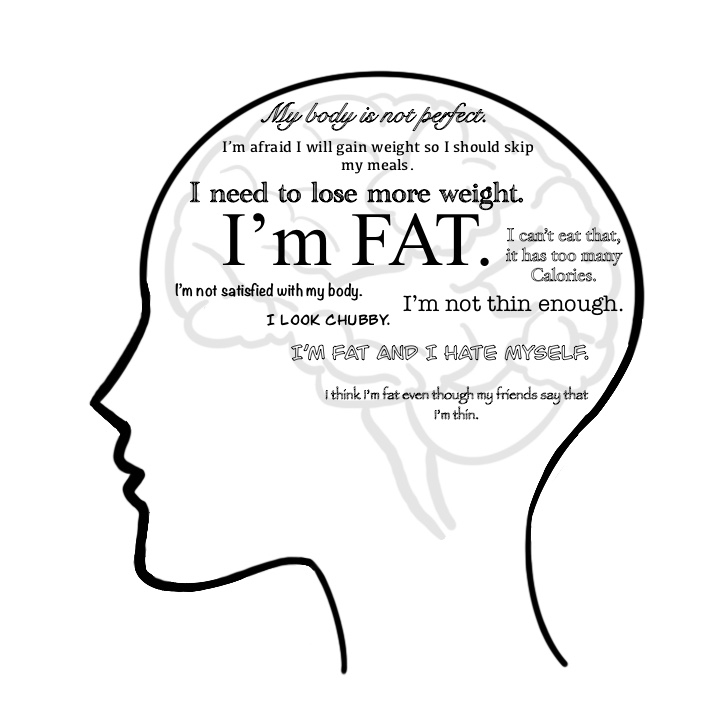 My body is not perfect.
I'm afraid I will gain weight so I should skip
my meals.
I need to lose more weight.
I'm FAT.
I can't eat that,
it has too many
Calories.
I'm not satisfied with my body.
I'm not thin enough.
I LOOK CHUBBY.
I'M FAT AND I HATE MYSELF.
I think I'm fat even though my friends say that
I'm thin.